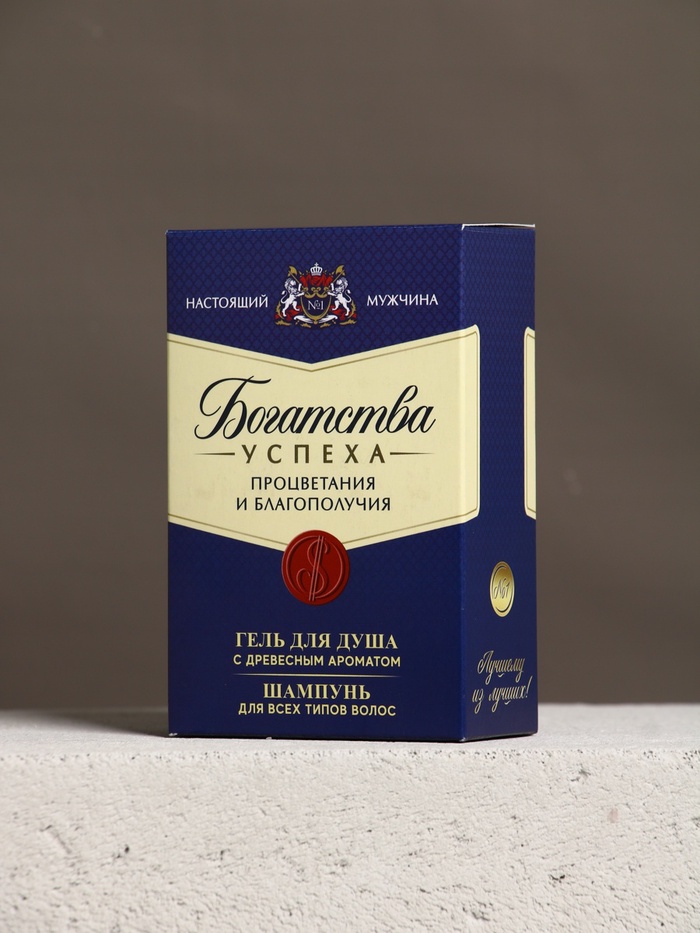 НАСТОЯЩИЙ МУЖЧИНА
№1
Богатства
УСПЕХА
ПРОЦВЕТАНИЯ
И БЛАГОПОЛУЧИЯ
$
ГЕЛЬ ДЛЯ ДУША
С ДРЕВЕСНЫМ АРОМАТОМ
ШАМПУНЬ
ДЛЯ ВСЕХ ТИПОВ ВОЛОС
№1
Лучшему
из лучших!